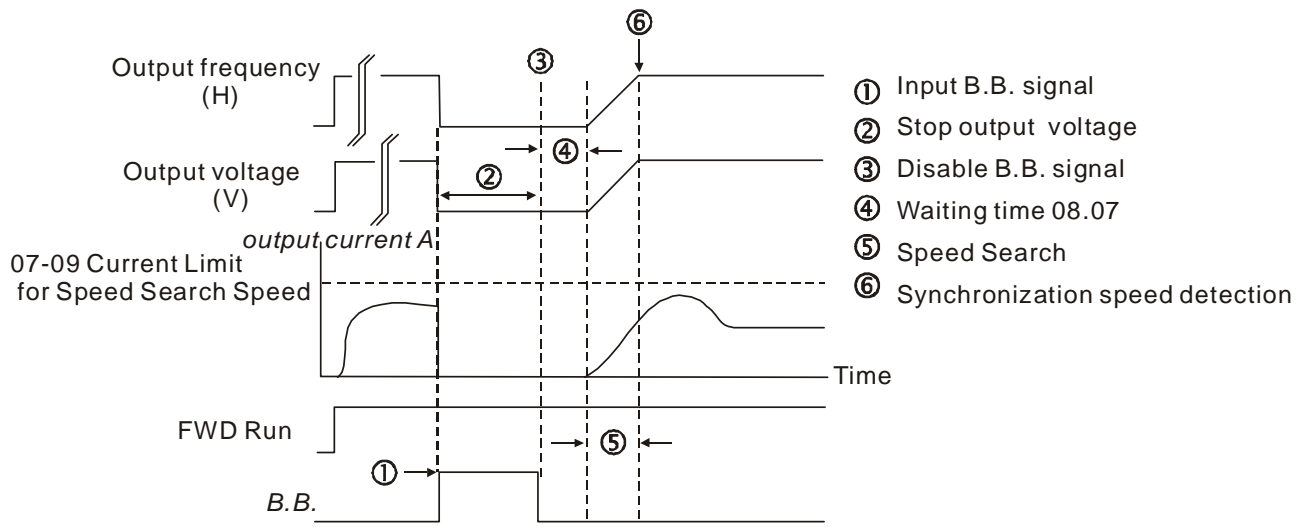 ⑥
Output frequency
(H)
③
④
Output voltage
(V)
②
output current A
07-09 Current Limit
for Speed Search Speed
Time
FWD Run
⑤
①
B.B.
① Input B.B. signal
② Stop output voltage
③ Disable B.B. signal
④ Waiting time 08.07
⑤ Speed Search
⑥ Synchronization speed detection